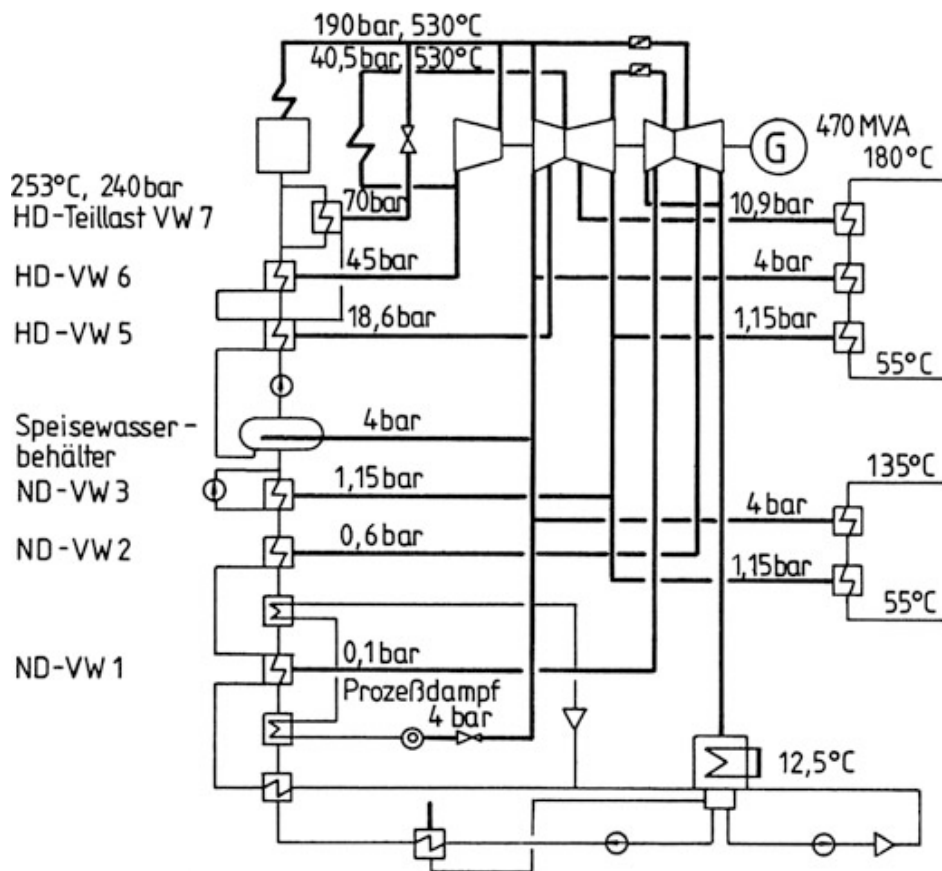 190 bar, 530°C
40,5 bar, 530°C
G
470 MVA
180°C
253°C, 240 bar
HD-Teillast VW 7
70 bar
10,9 bar
HD-VW 6
45 bar
4 bar
HD-VW 5
18,6 bar
1,15 bar
55°C
Speisewasser-
behälter
4 bar
135°C
ND-VW 3
1,15 bar
4 bar
ND-VW 2
0,6 bar
1,15 bar
55°C
ND-VW 1
0,1 bar
Prozeßdampf
4 bar
12,5°C